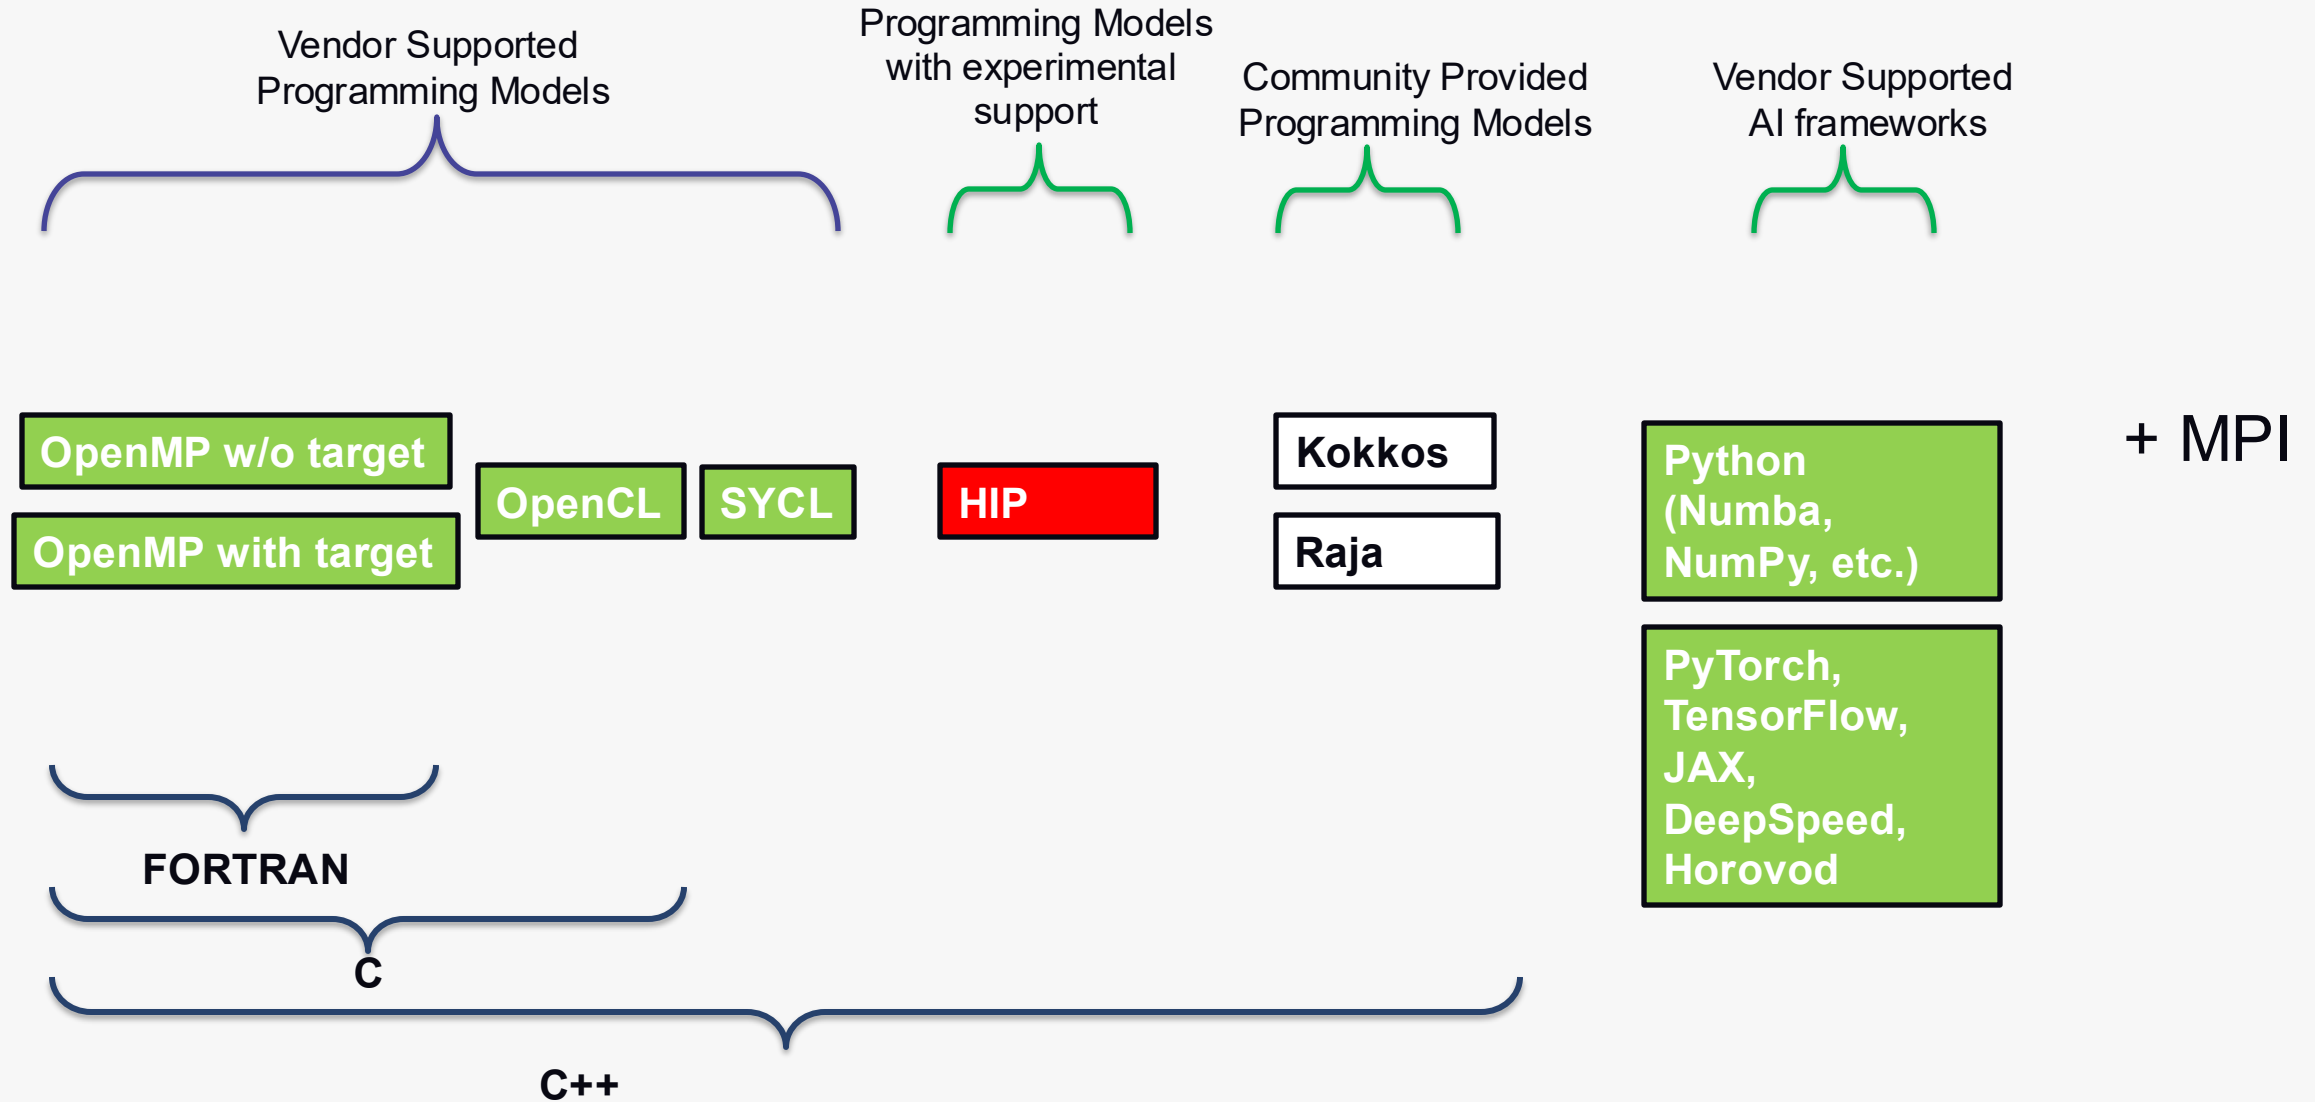 Vendor Supported
Programming Models
Programming Models
with experimental
support
Community Provided
Programming Models
Vendor Supported
AI frameworks
OpenMP w/o target
OpenMP with target
OpenCL
SYCL
HIP
Kokkos
Raja
Python
(Numba,
NumPy, etc.)
PyTorch,
TensorFlow,
JAX,
DeepSpeed,
Horovod
+ MPI
FORTRAN
C
C++